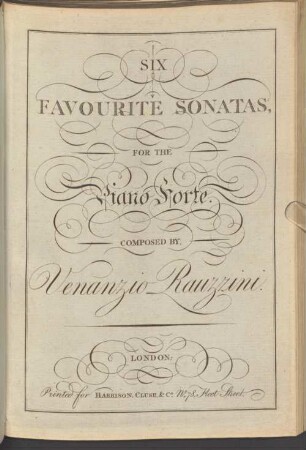 SIX
FAVOURITE SONATAS,
FOR THE
Piano Forte.
COMPOSED BY,
Venanzio Rauzzini.
LONDON:
Printed for HARRISON, CLUSE, & Co. No. 78, Fleet Street.